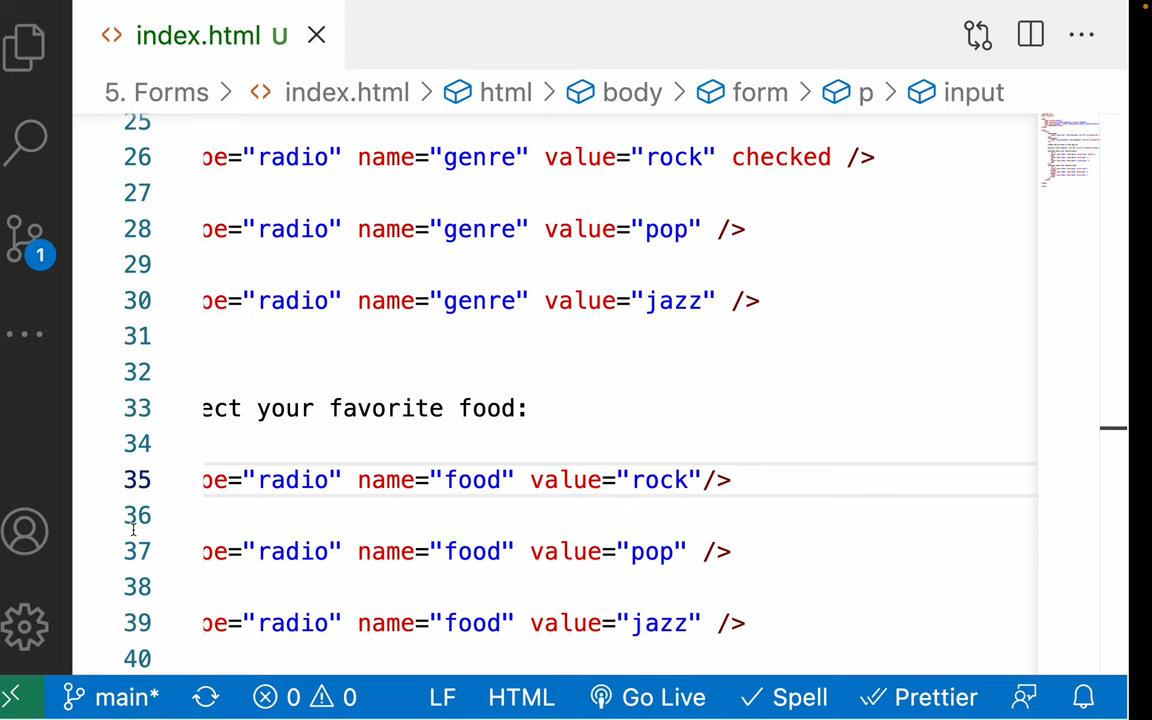 index.html U
5. Forms > index.html > html > body > form > p > input
25
26 pe="radio" name="genre" value="rock" checked />
27
28 pe="radio" name="genre" value="pop" />
29
30 pe="radio" name="genre" value="jazz" />
31
32
33 ect your favorite food:
34
35 pe="radio" name="food" value="rock"/>
36
37 pe="radio" name="food" value="pop" />
38
39 pe="radio" name="food" value="jazz" />
40
1
main* 0 0 LF HTML Go Live Spell Prettier